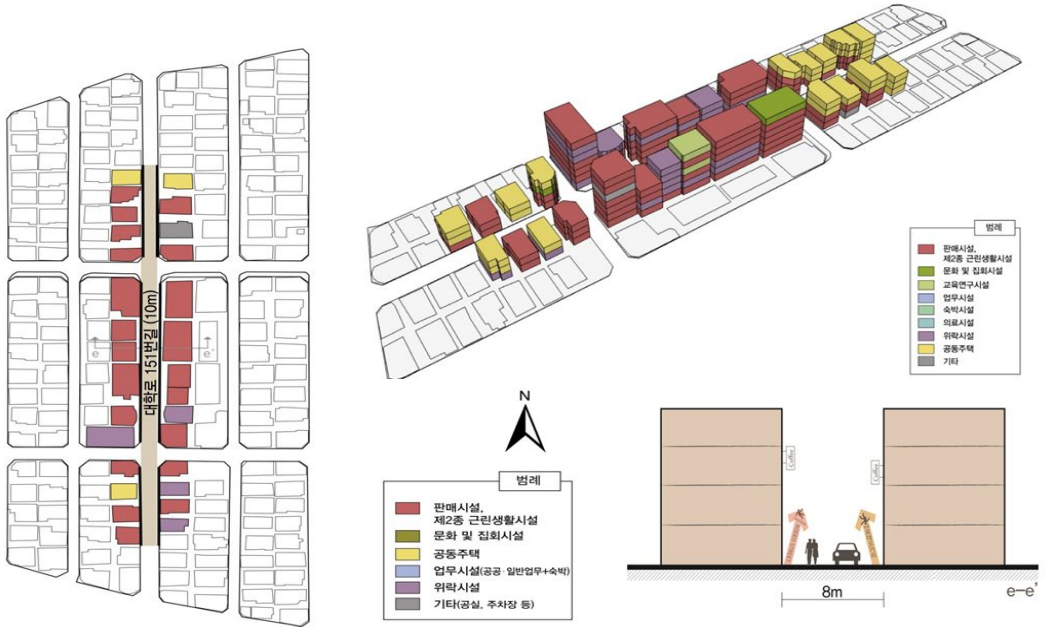 대학로 151번길 (10m)
e
e'
범례
판매시설,
제2종 근린생활시설
문화 및 집회시설
교육연구시설
업무시설
숙박시설
의료시설
위락시설
공동주택
기타
N
범례
판매시설,
제2종 근린생활시설
문화 및 집회시설
공동주택
업무시설(공공·일반업무+숙박)
위락시설
기타(공실, 주차장 등)
Coffee
Coffee
8m
e-e'